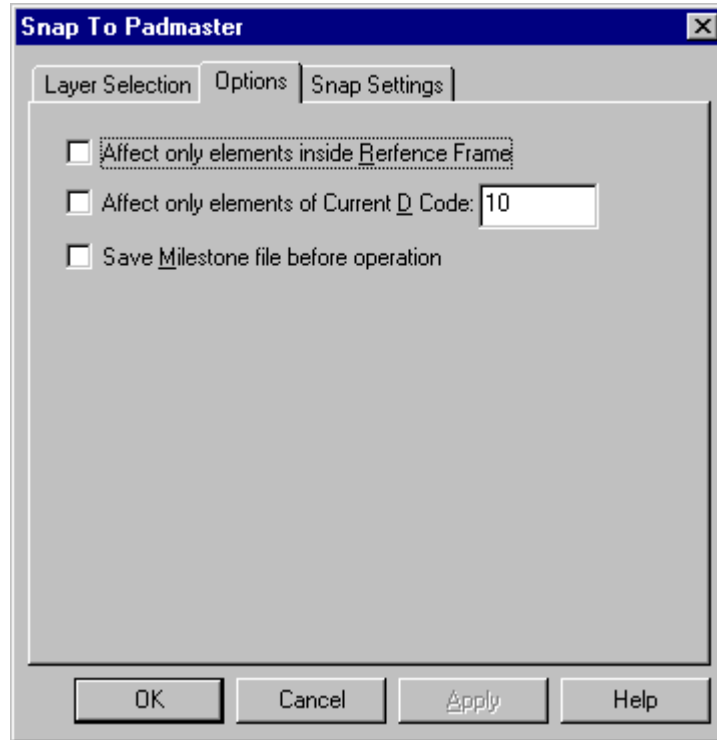 Snap To Padmaster
Layer Selection Options Snap Settings
Affect only elements inside Rerfence Frame
Affect only elements of Current D Code: 10
Save Milestone file before operation
OK Cancel Apply Help